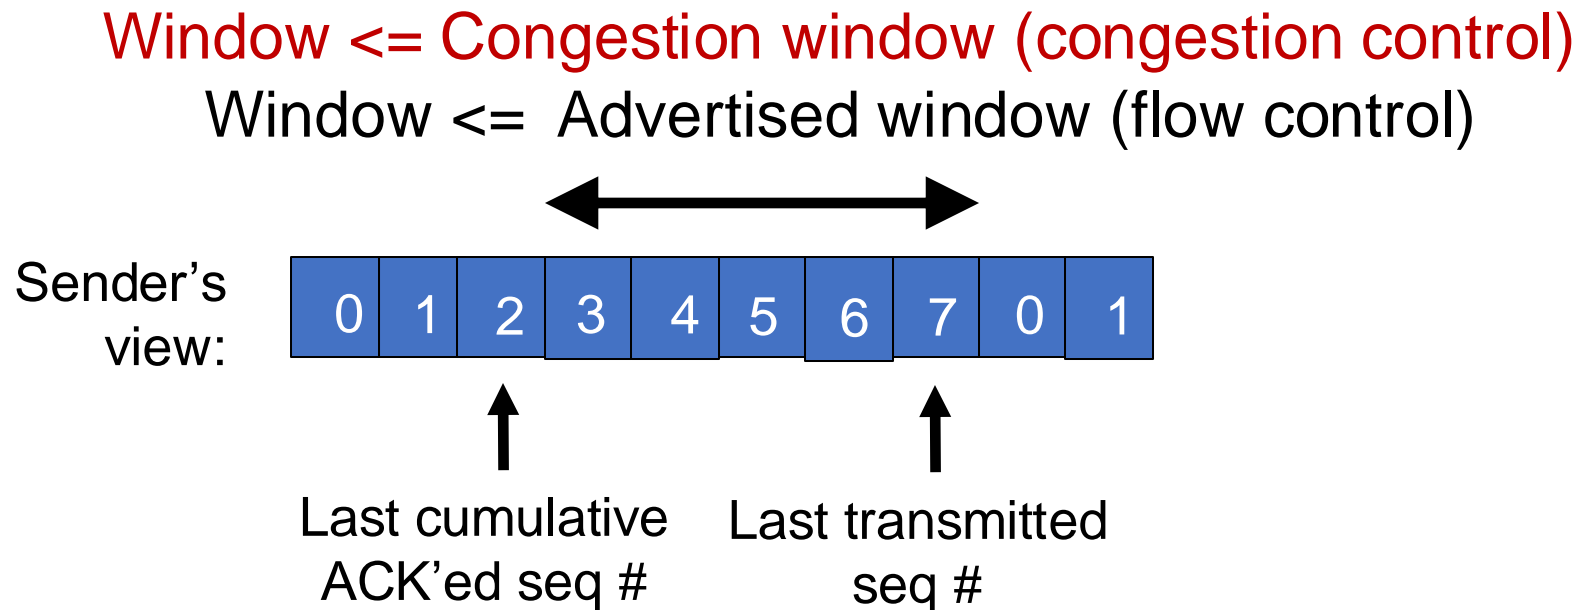 Window <= Congestion window (congestion control)
Window <= Advertised window (flow control)
Sender’s
view:
0 1 2 3 4 5 6 7 0 1
Last cumulative
ACK’ed seq #
Last transmitted
seq #